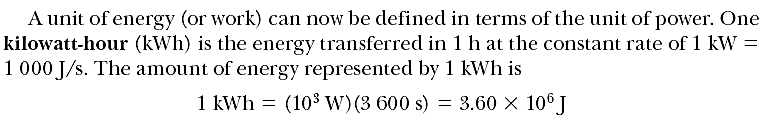 A unit of energy (or work) can now be defined in terms of the unit of power. One
kilowatt-hour (kWh) is the energy transferred in 1 h at the constant rate of 1 kW =
1 000 J/s. The amount of energy represented by 1 kWh is
1 kWh = (10³ W)(3 600 s) = 3.60 × 10⁶ J